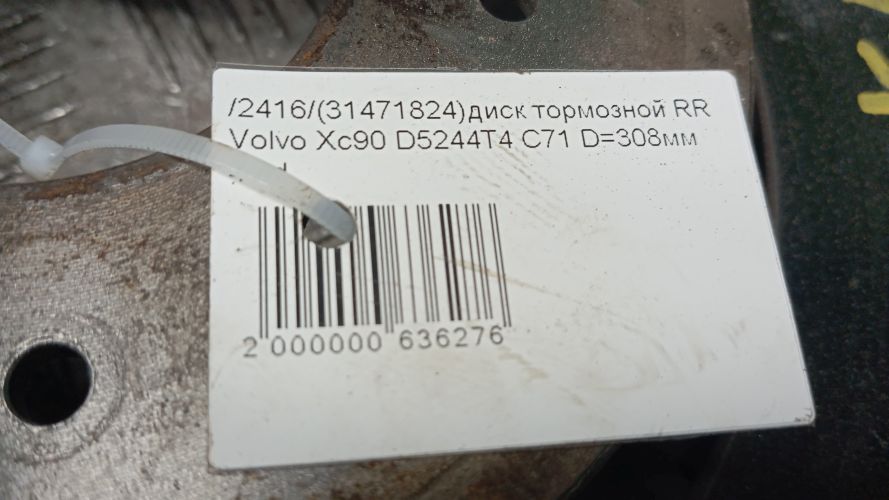 /2416/(31471824)диск тормозной RR
Volvo Xc90 D5244T4 C71 D=308мм
2 000000 636276